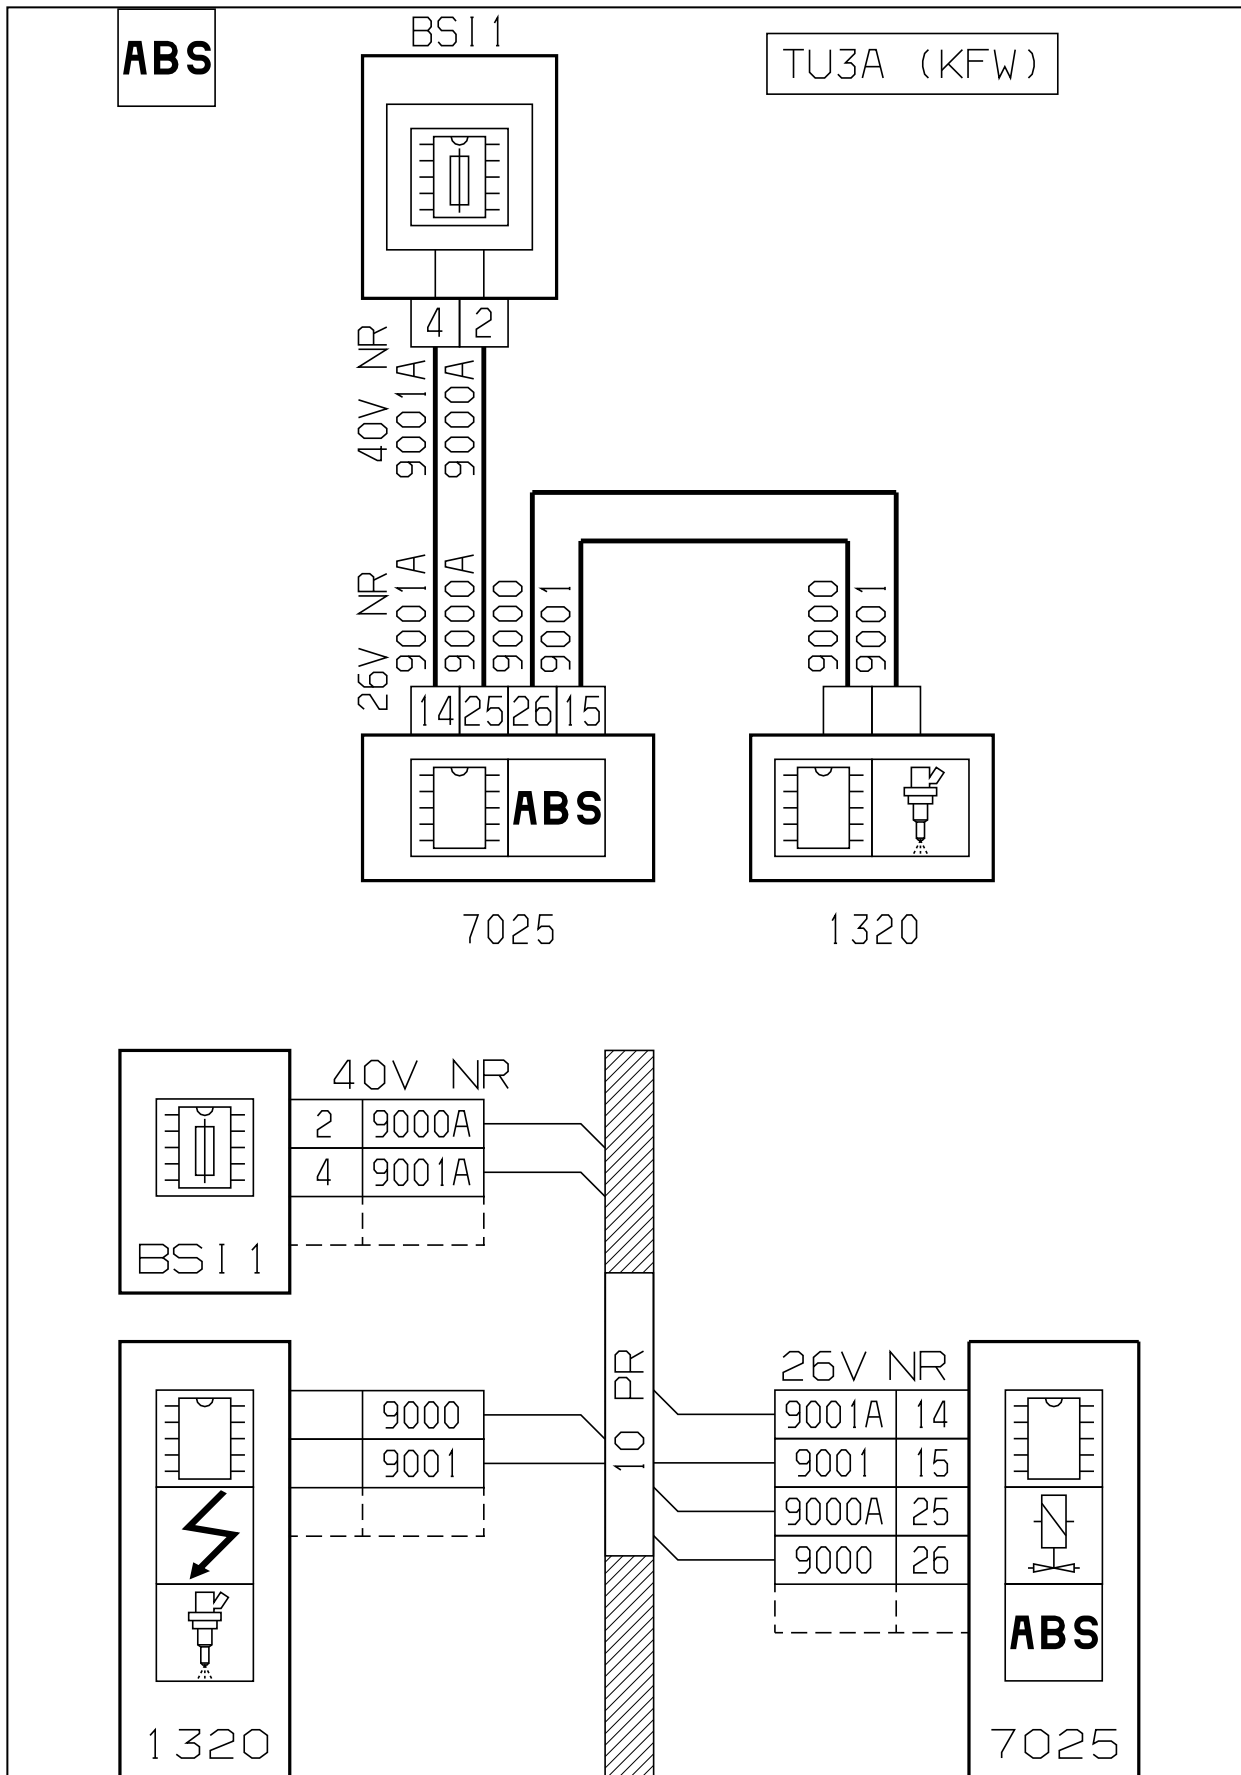 ABS
BSI1
TU3A (KFW)
4 2
40V NR
9001A
9000A
26V NR
9001A
9000A
9000
9001
9000
9001
14 25 26 15
ABS
7025
1320
40V NR
2 9000A
4 9001A
BSI1
10 PR
26V NR
9000
9001
9001A 14
9001 15
9000A 25
9000 26
ABS
1320
7025